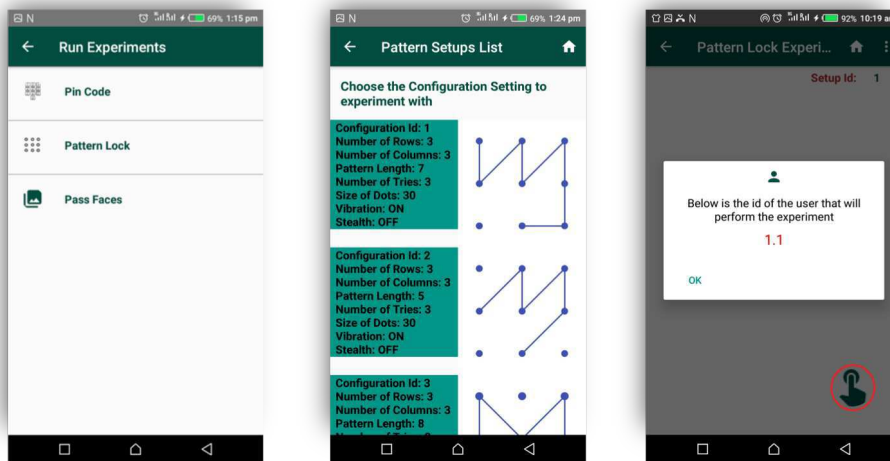 N
69% 1:15 pm
Run Experiments
Pin Code
Pattern Lock
Pass Faces
N
69% 1:24 pm
Pattern Setups List
Choose the Configuration Setting to
experiment with
Configuration Id: 1
Number of Rows: 3
Number of Columns: 3
Pattern Length: 7
Number of Tries: 3
Size of Dots: 30
Vibration: ON
Stealth: OFF
Configuration Id: 2
Number of Rows: 3
Number of Columns: 3
Pattern Length: 5
Number of Tries: 3
Size of Dots: 30
Vibration: ON
Stealth: OFF
Configuration Id: 3
Number of Rows: 3
Number of Columns: 3
Pattern Length: 8
N
92% 10:19 am
Pattern Lock Experi...
Setup Id: 1
Below is the id of the user that will
perform the experiment
1.1
OK